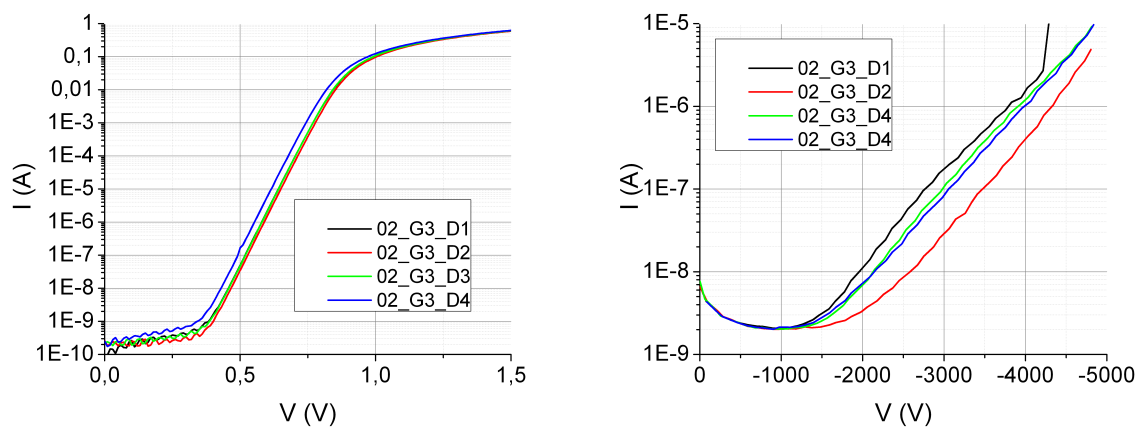 1
0,1
0,01
1E-3
1E-4
1E-5
1E-6
1E-7
1E-8
1E-9
1E-10
I (A)
02_G3_D1
02_G3_D2
02_G3_D3
02_G3_D4
0,0
0,5
1,0
1,5
V (V)
1E-5
1E-6
1E-7
1E-8
1E-9
I (A)
02_G3_D1
02_G3_D2
02_G3_D4
02_G3_D4
0
-1000
-2000
-3000
-4000
-5000
V (V)